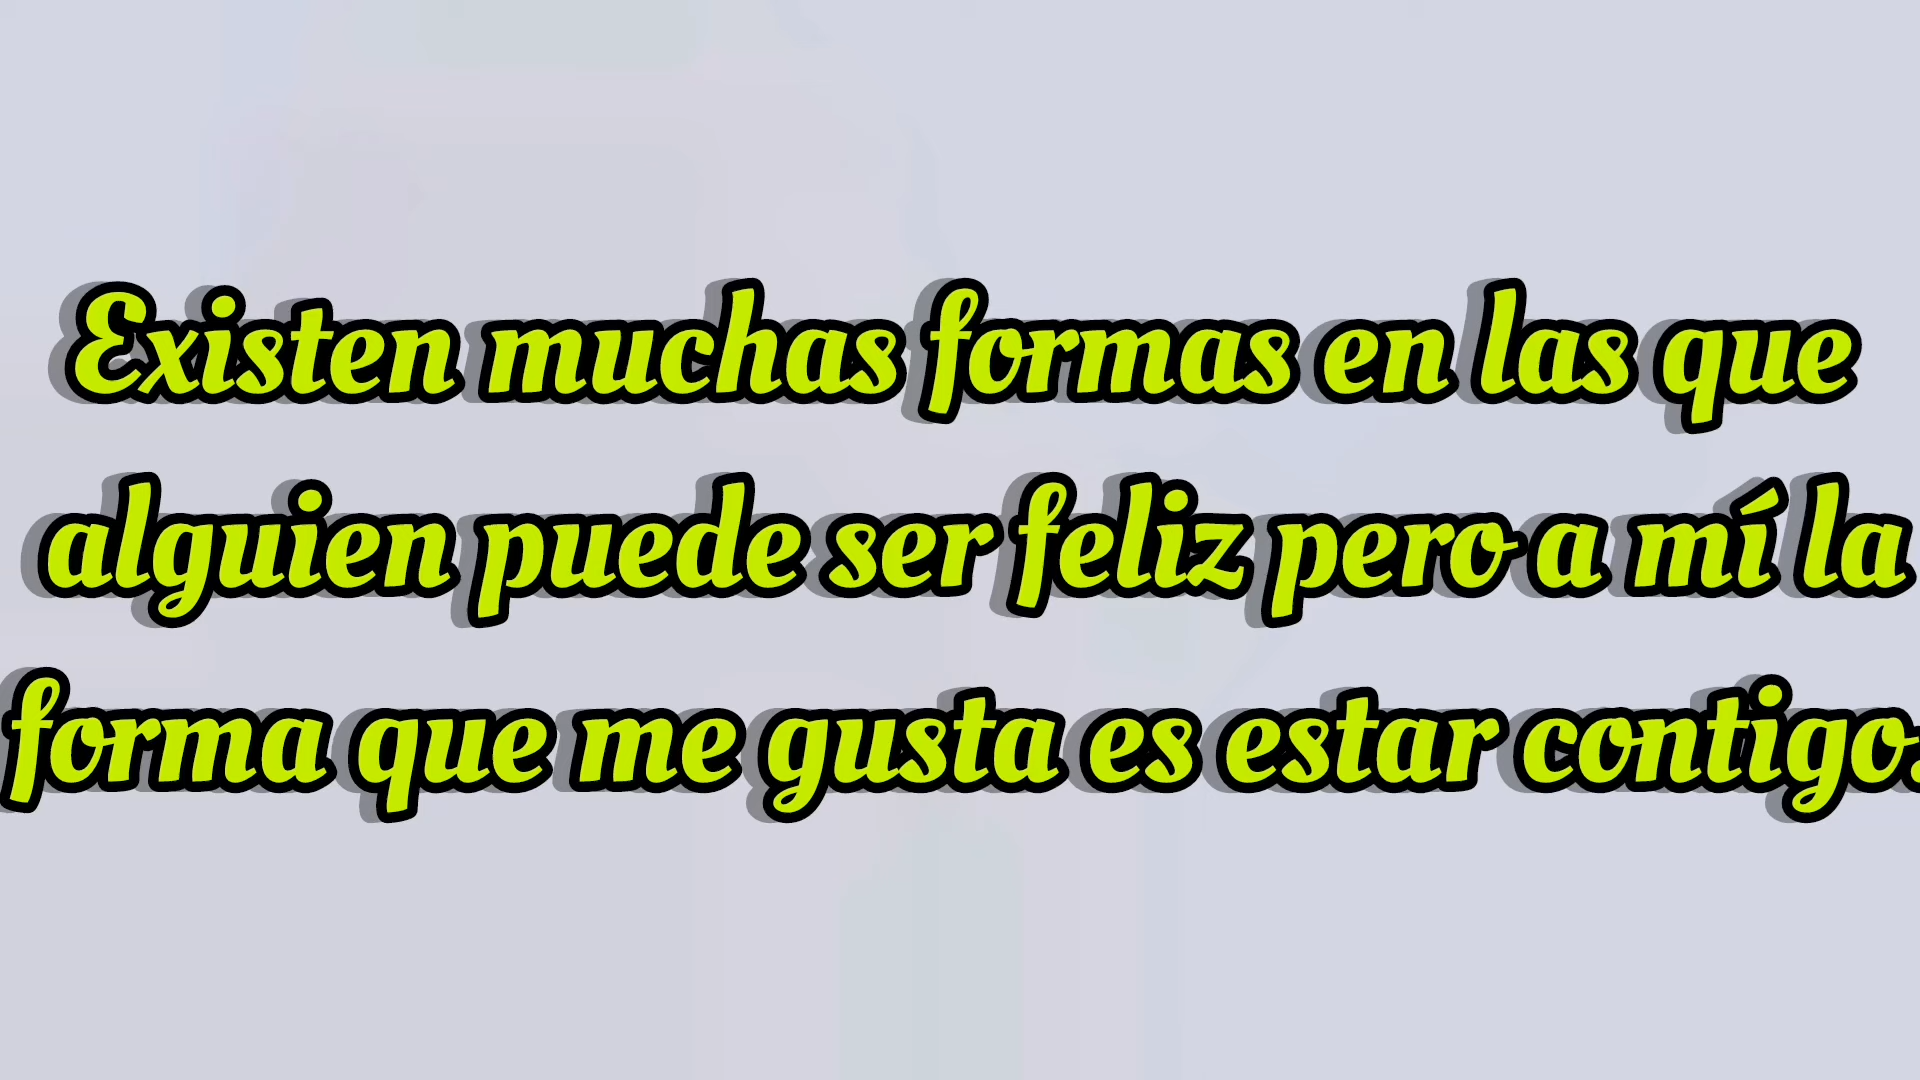 Existen muchas formas en las que
alguien puede ser feliz pero a mí la
forma que me gusta es estar contigo.